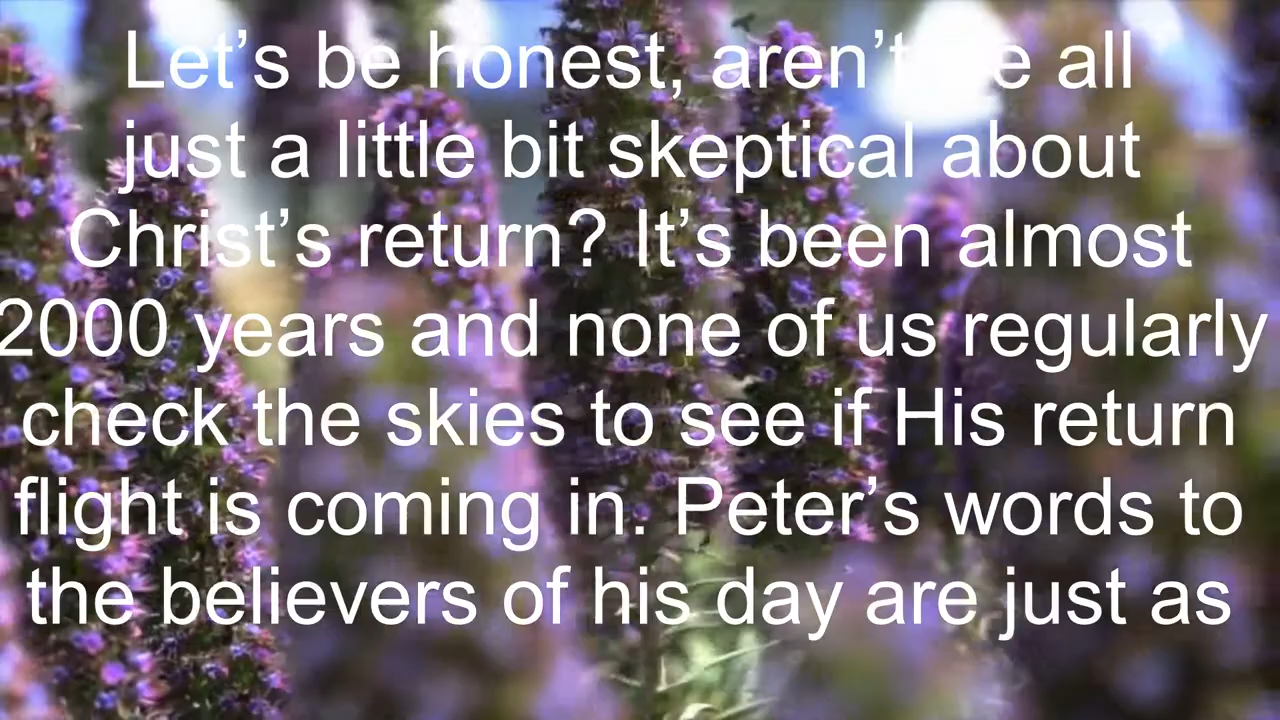 Let's be honest, aren't e all
just a little bit skeptical about
Christ's return? It's been almost
2000 years and none of us regularly
check the skies to see if His return
flight is coming in. Peter's words to
the believers of his day are just as